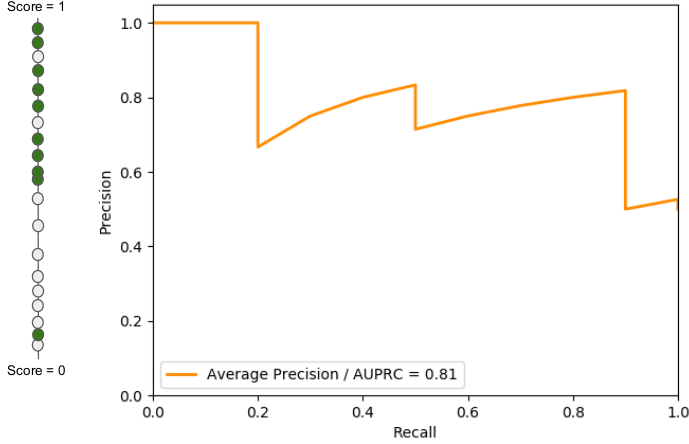 Score = 1
Score = 0
Precision
1.0
0.8
0.6
0.4
0.2
0.0
Average Precision / AUPRC = 0.81
0.0 0.2 0.4 0.6 0.8 1.0
Recall